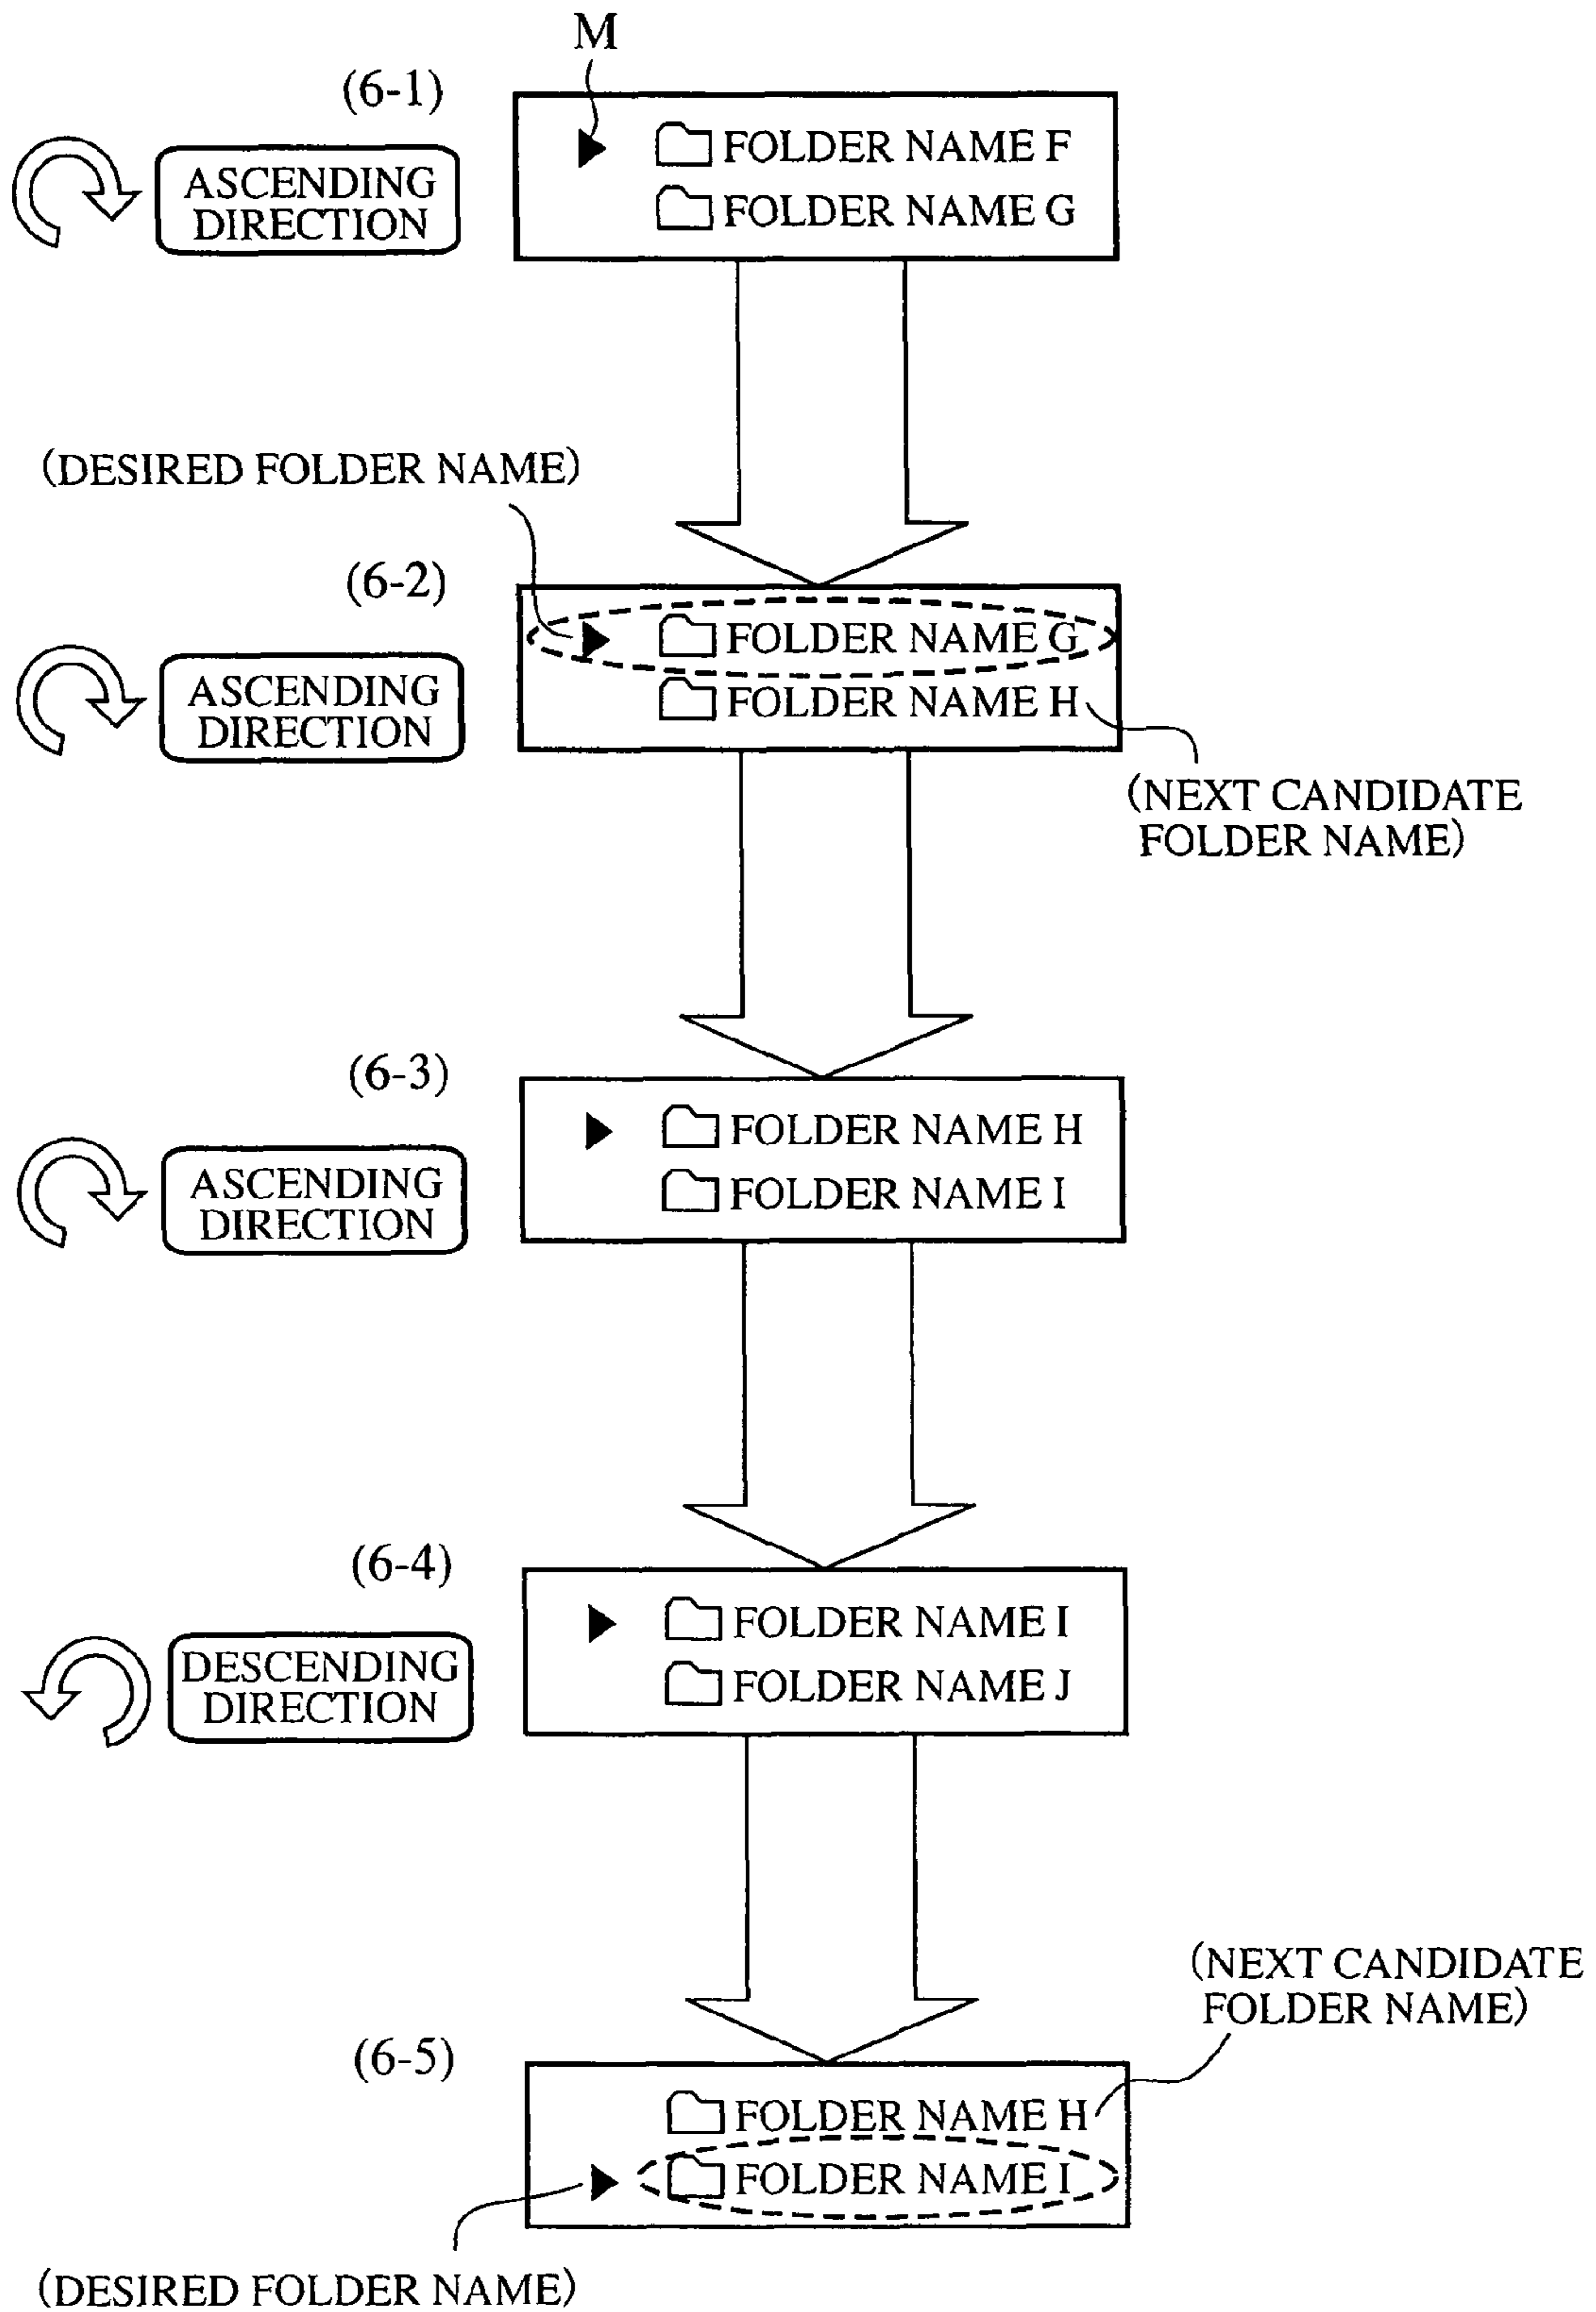 M
(6-1)
ASCENDING
DIRECTION
FOLDER NAME F
FOLDER NAME G
(DESIRED FOLDER NAME)
(6-2)
ASCENDING
DIRECTION
FOLDER NAME G
FOLDER NAME H
(NEXT CANDIDATE
FOLDER NAME)
(6-3)
ASCENDING
DIRECTION
FOLDER NAME H
FOLDER NAME I
(6-4)
DESCENDING
DIRECTION
FOLDER NAME I
FOLDER NAME J
(NEXT CANDIDATE
FOLDER NAME)
(6-5)
FOLDER NAME H
FOLDER NAME I
(DESIRED FOLDER NAME)